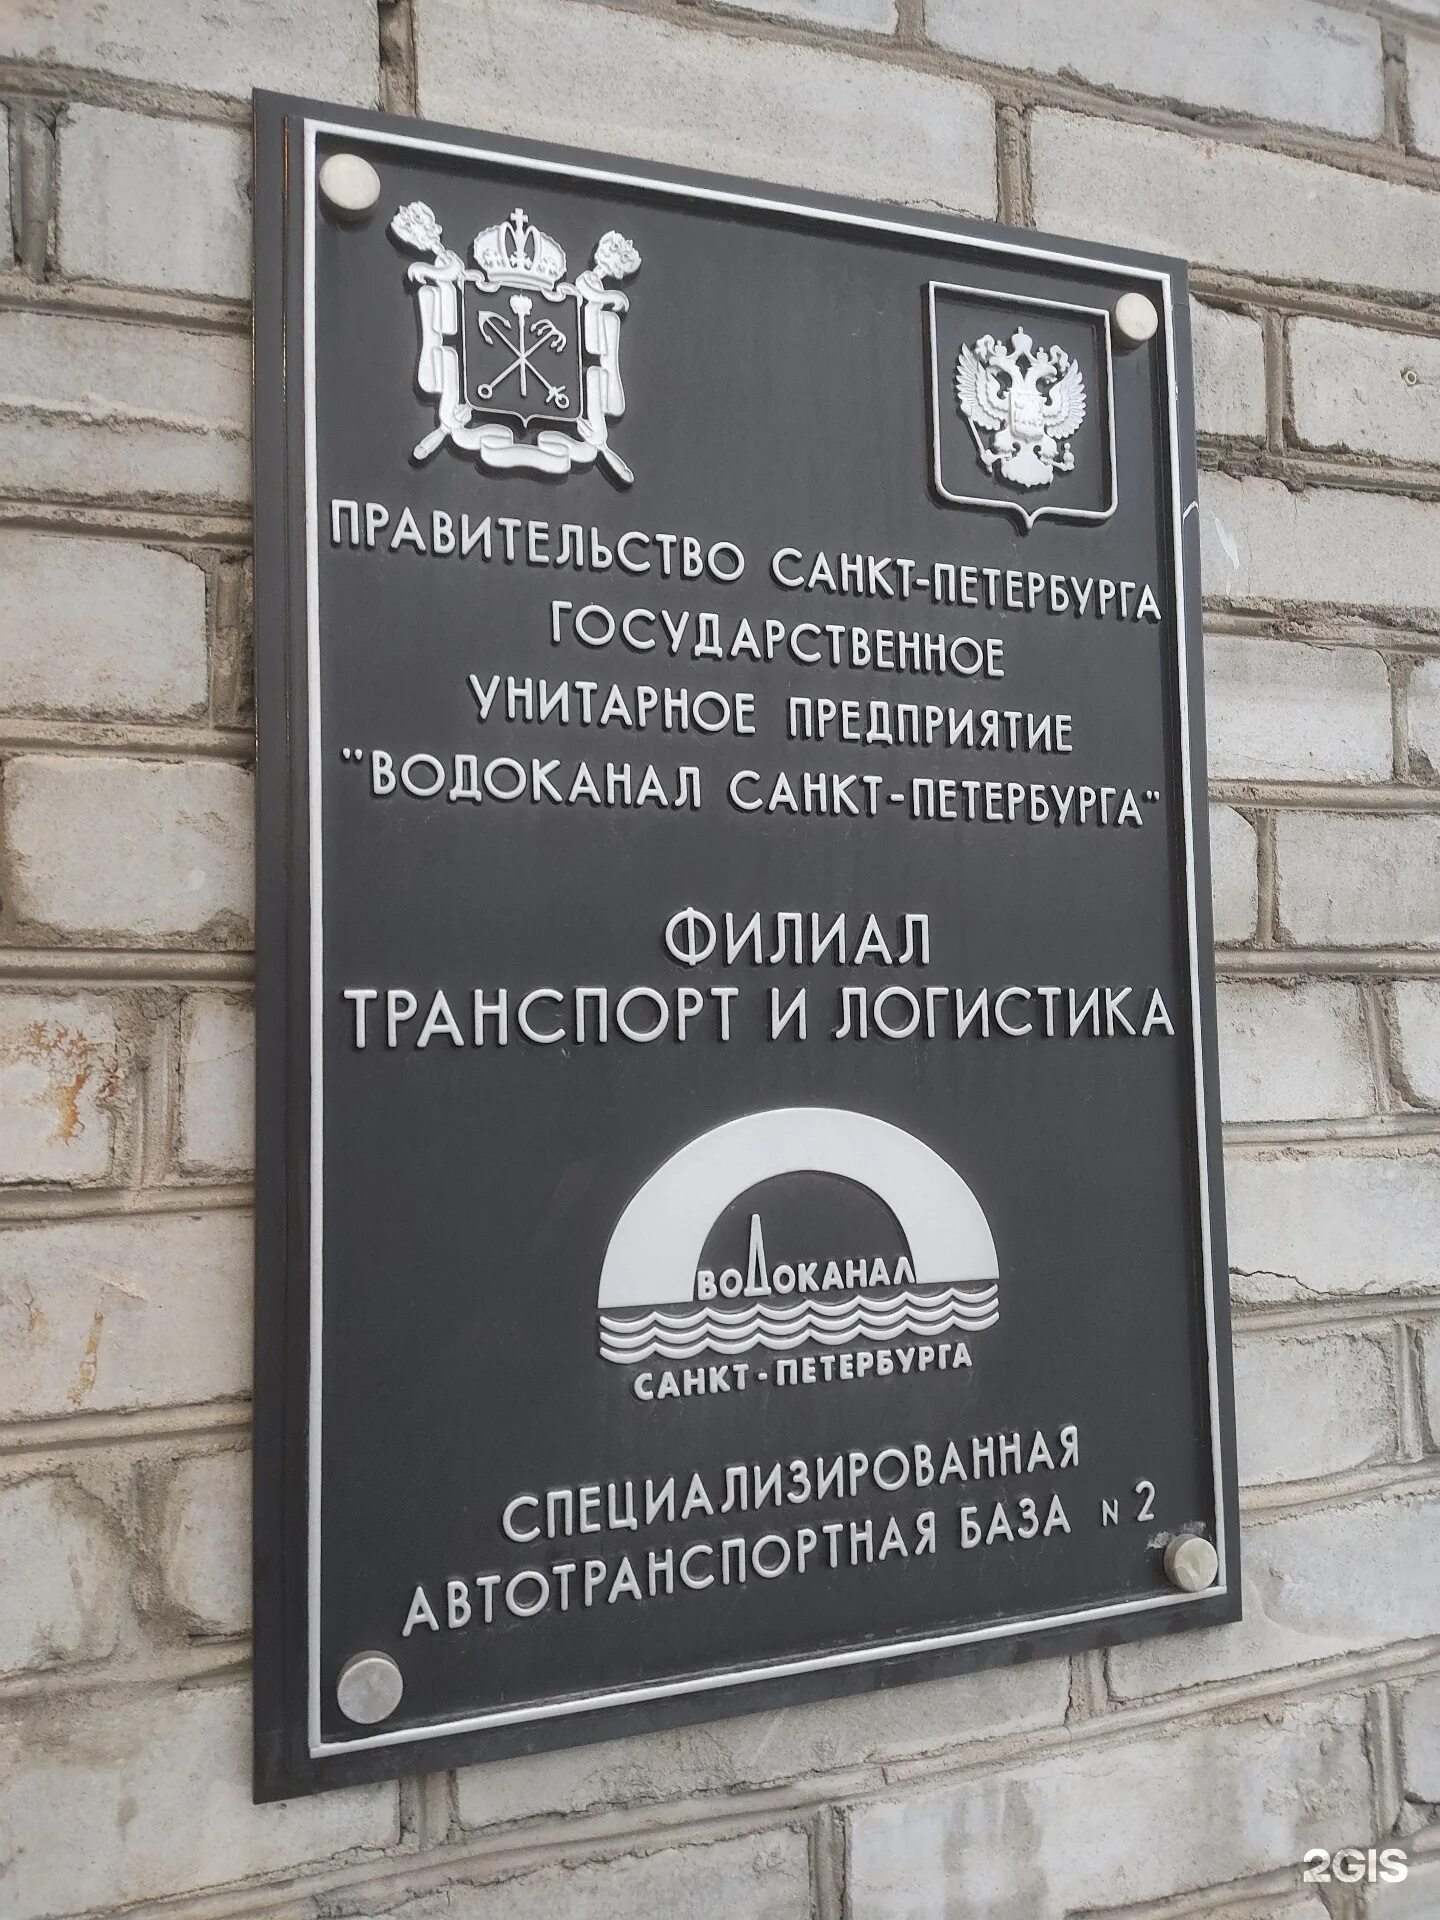 ПРАВИТЕЛЬСТВО САНКТ-ПЕТЕРБУРГА
ГОСУДАРСТВЕННОЕ
УНИТАРНОЕ ПРЕДПРИЯТИЕ
"ВОДОКАНАЛ САНКТ-ПЕТЕРБУРГА"
ФИЛИАЛ
ТРАНСПОРТ И ЛОГИСТИКА
ВОДОКАНАЛ
САНКТ-ПЕТЕРБУРГА
СПЕЦИАЛИЗИРОВАННАЯ
АВТОТРАНСПОРТНАЯ БАЗА N 2
2GIS